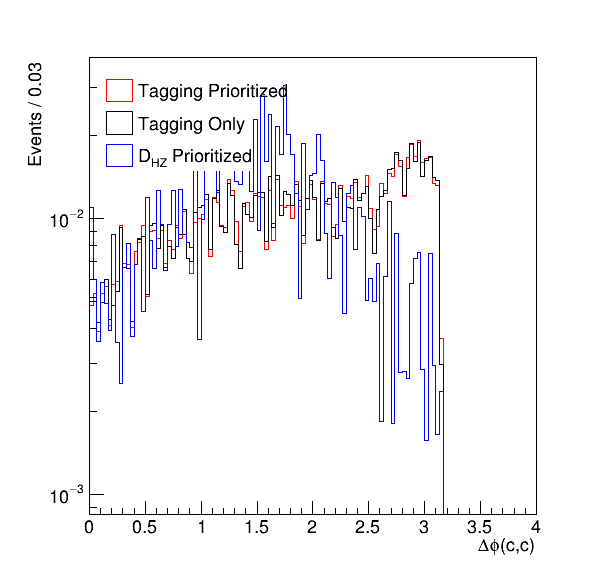 Events / 0.03
Tagging Prioritized
Tagging Only
D_HZ Prioritized
10^-2
10^-3
0 0.5 1 1.5 2 2.5 3 3.5 4
Δϕ(c,c)